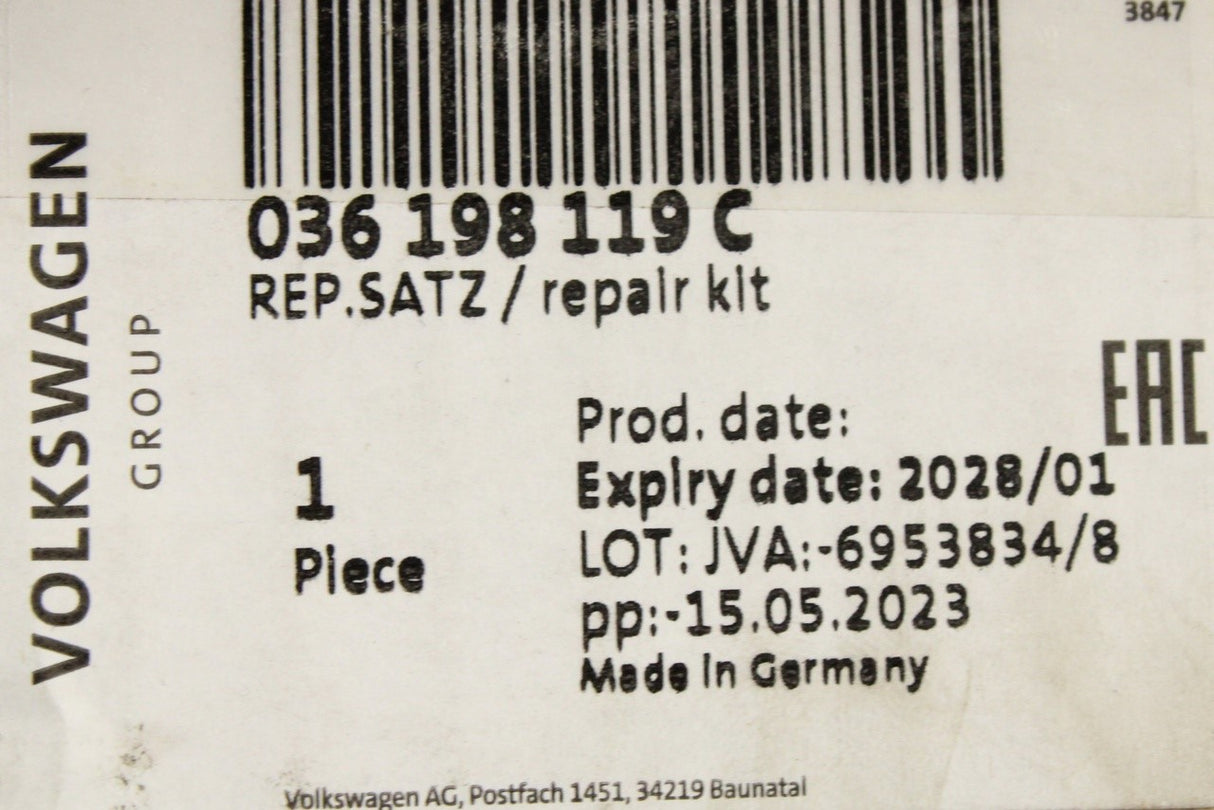 3847
036 198 119 C
REP.SATZ / repair kit
VOLKSWAGEN
GROUP
EAC
1
Piece
Prod. date:
Expiry date: 2028/01
LOT: JVA:-6953834/8
pp:-15.05.2023
Made in Germany
Volkswagen AG, Postfach 1451, 34219 Baunatal